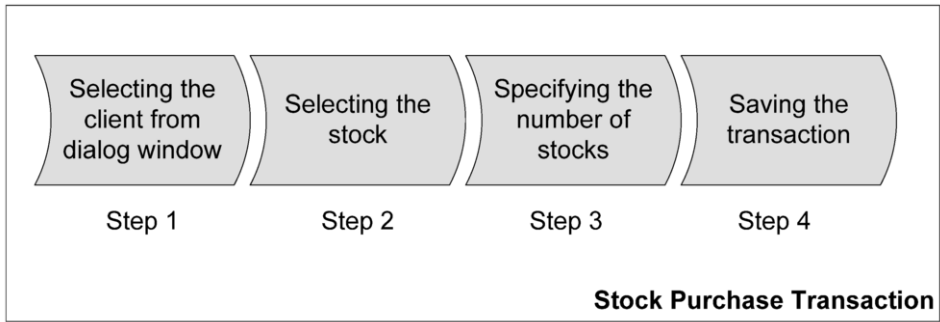 Selecting the
client from
dialog window
Selecting the
stock
Specifying the
number of
stocks
Saving the
transaction
Step 1
Step 2
Step 3
Step 4
Stock Purchase Transaction